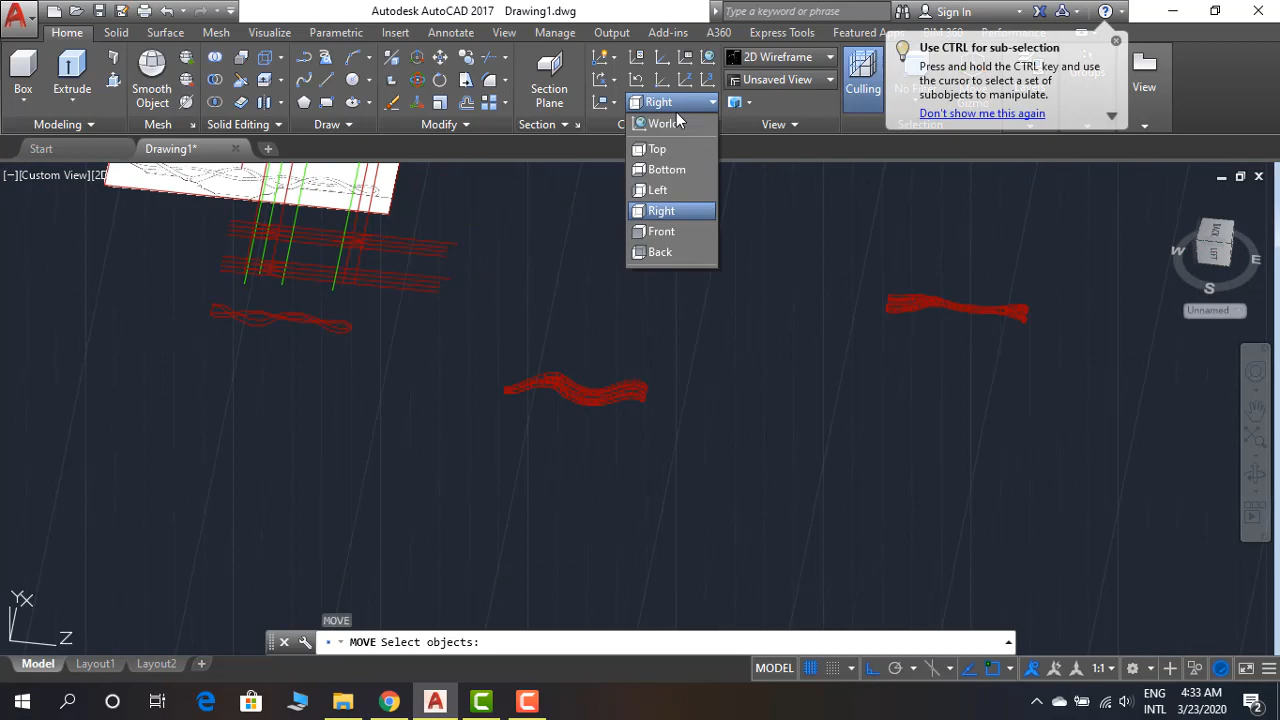 Autodesk AutoCAD 2017 Drawing1.dwg
Type a keyword or phrase
Sign In
Home Solid Surface Mesh Visualize Parametric Insert Annotate View Manage Output Add-ins A360 Express Tools Featured Apps BIM 360 Performance
Box
Extrude
Smooth
Object
Section
Plane
2D Wireframe
Unsaved View
Right
Culling
Groups
View
Modeling
Mesh
Solid Editing
Draw
Modify
Section
View
Selection
Use CTRL for sub-selection
Press and hold the CTRL key and use
the cursor to select a set of
subobjects to manipulate.
Don't show me this again
World
Top
Bottom
Left
Right
Front
Back
Start
Drawing1*
[−][Custom View][2D
BACK
LEFT
W
E
S
Unnamed
Y
X
Z
MOVE
MOVE Select objects:
Model Layout1 Layout2
MODEL
1:1
ENG
INTL
4:33 AM
3/23/2020
2